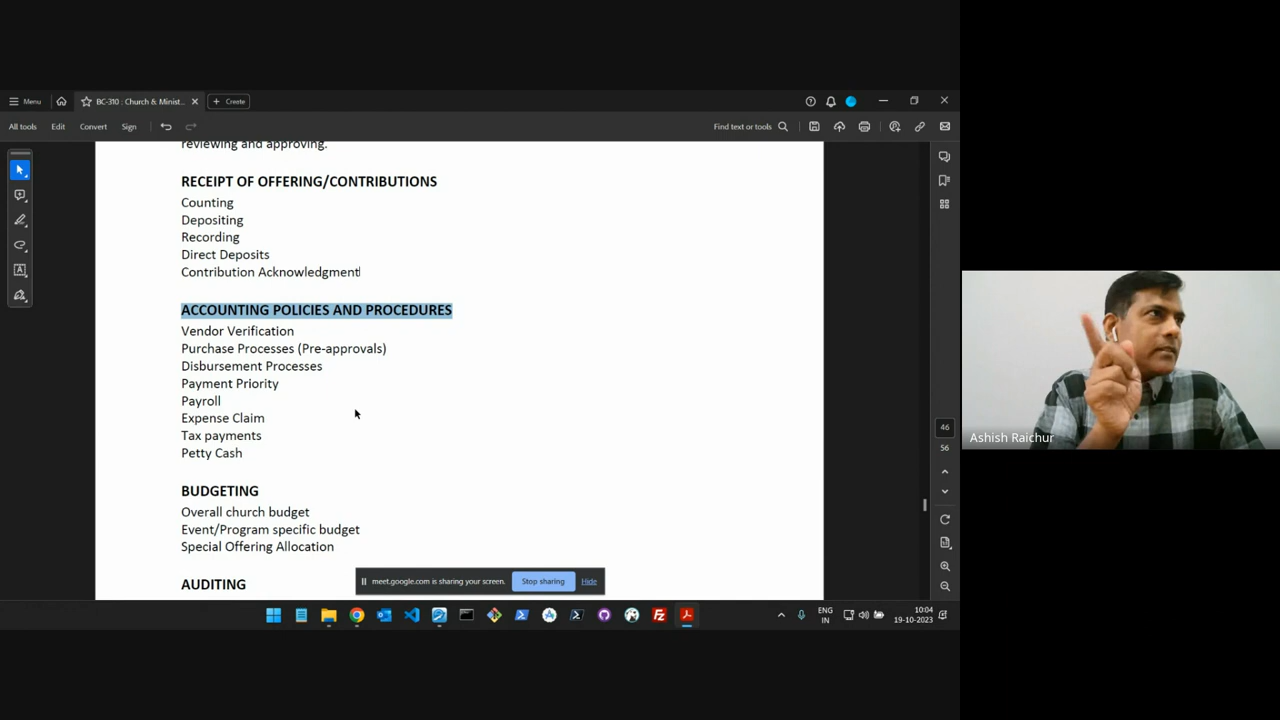 Menu
BC-310 : Church & Minist...
Create
All tools
Edit
Convert
Sign
Find text or tools
reviewing and approving.
RECEIPT OF OFFERING/CONTRIBUTIONS
Counting
Depositing
Recording
Direct Deposits
Contribution Acknowledgment
ACCOUNTING POLICIES AND PROCEDURES
Vendor Verification
Purchase Processes (Pre-approvals)
Disbursement Processes
Payment Priority
Payroll
Expense Claim
Tax payments
Petty Cash
BUDGETING
Overall church budget
Event/Program specific budget
Special Offering Allocation
AUDITING
46
56
meet.google.com is sharing your screen.
Stop sharing
Hide
ENG
IN
10:04
19-10-2023
Ashish Raichur